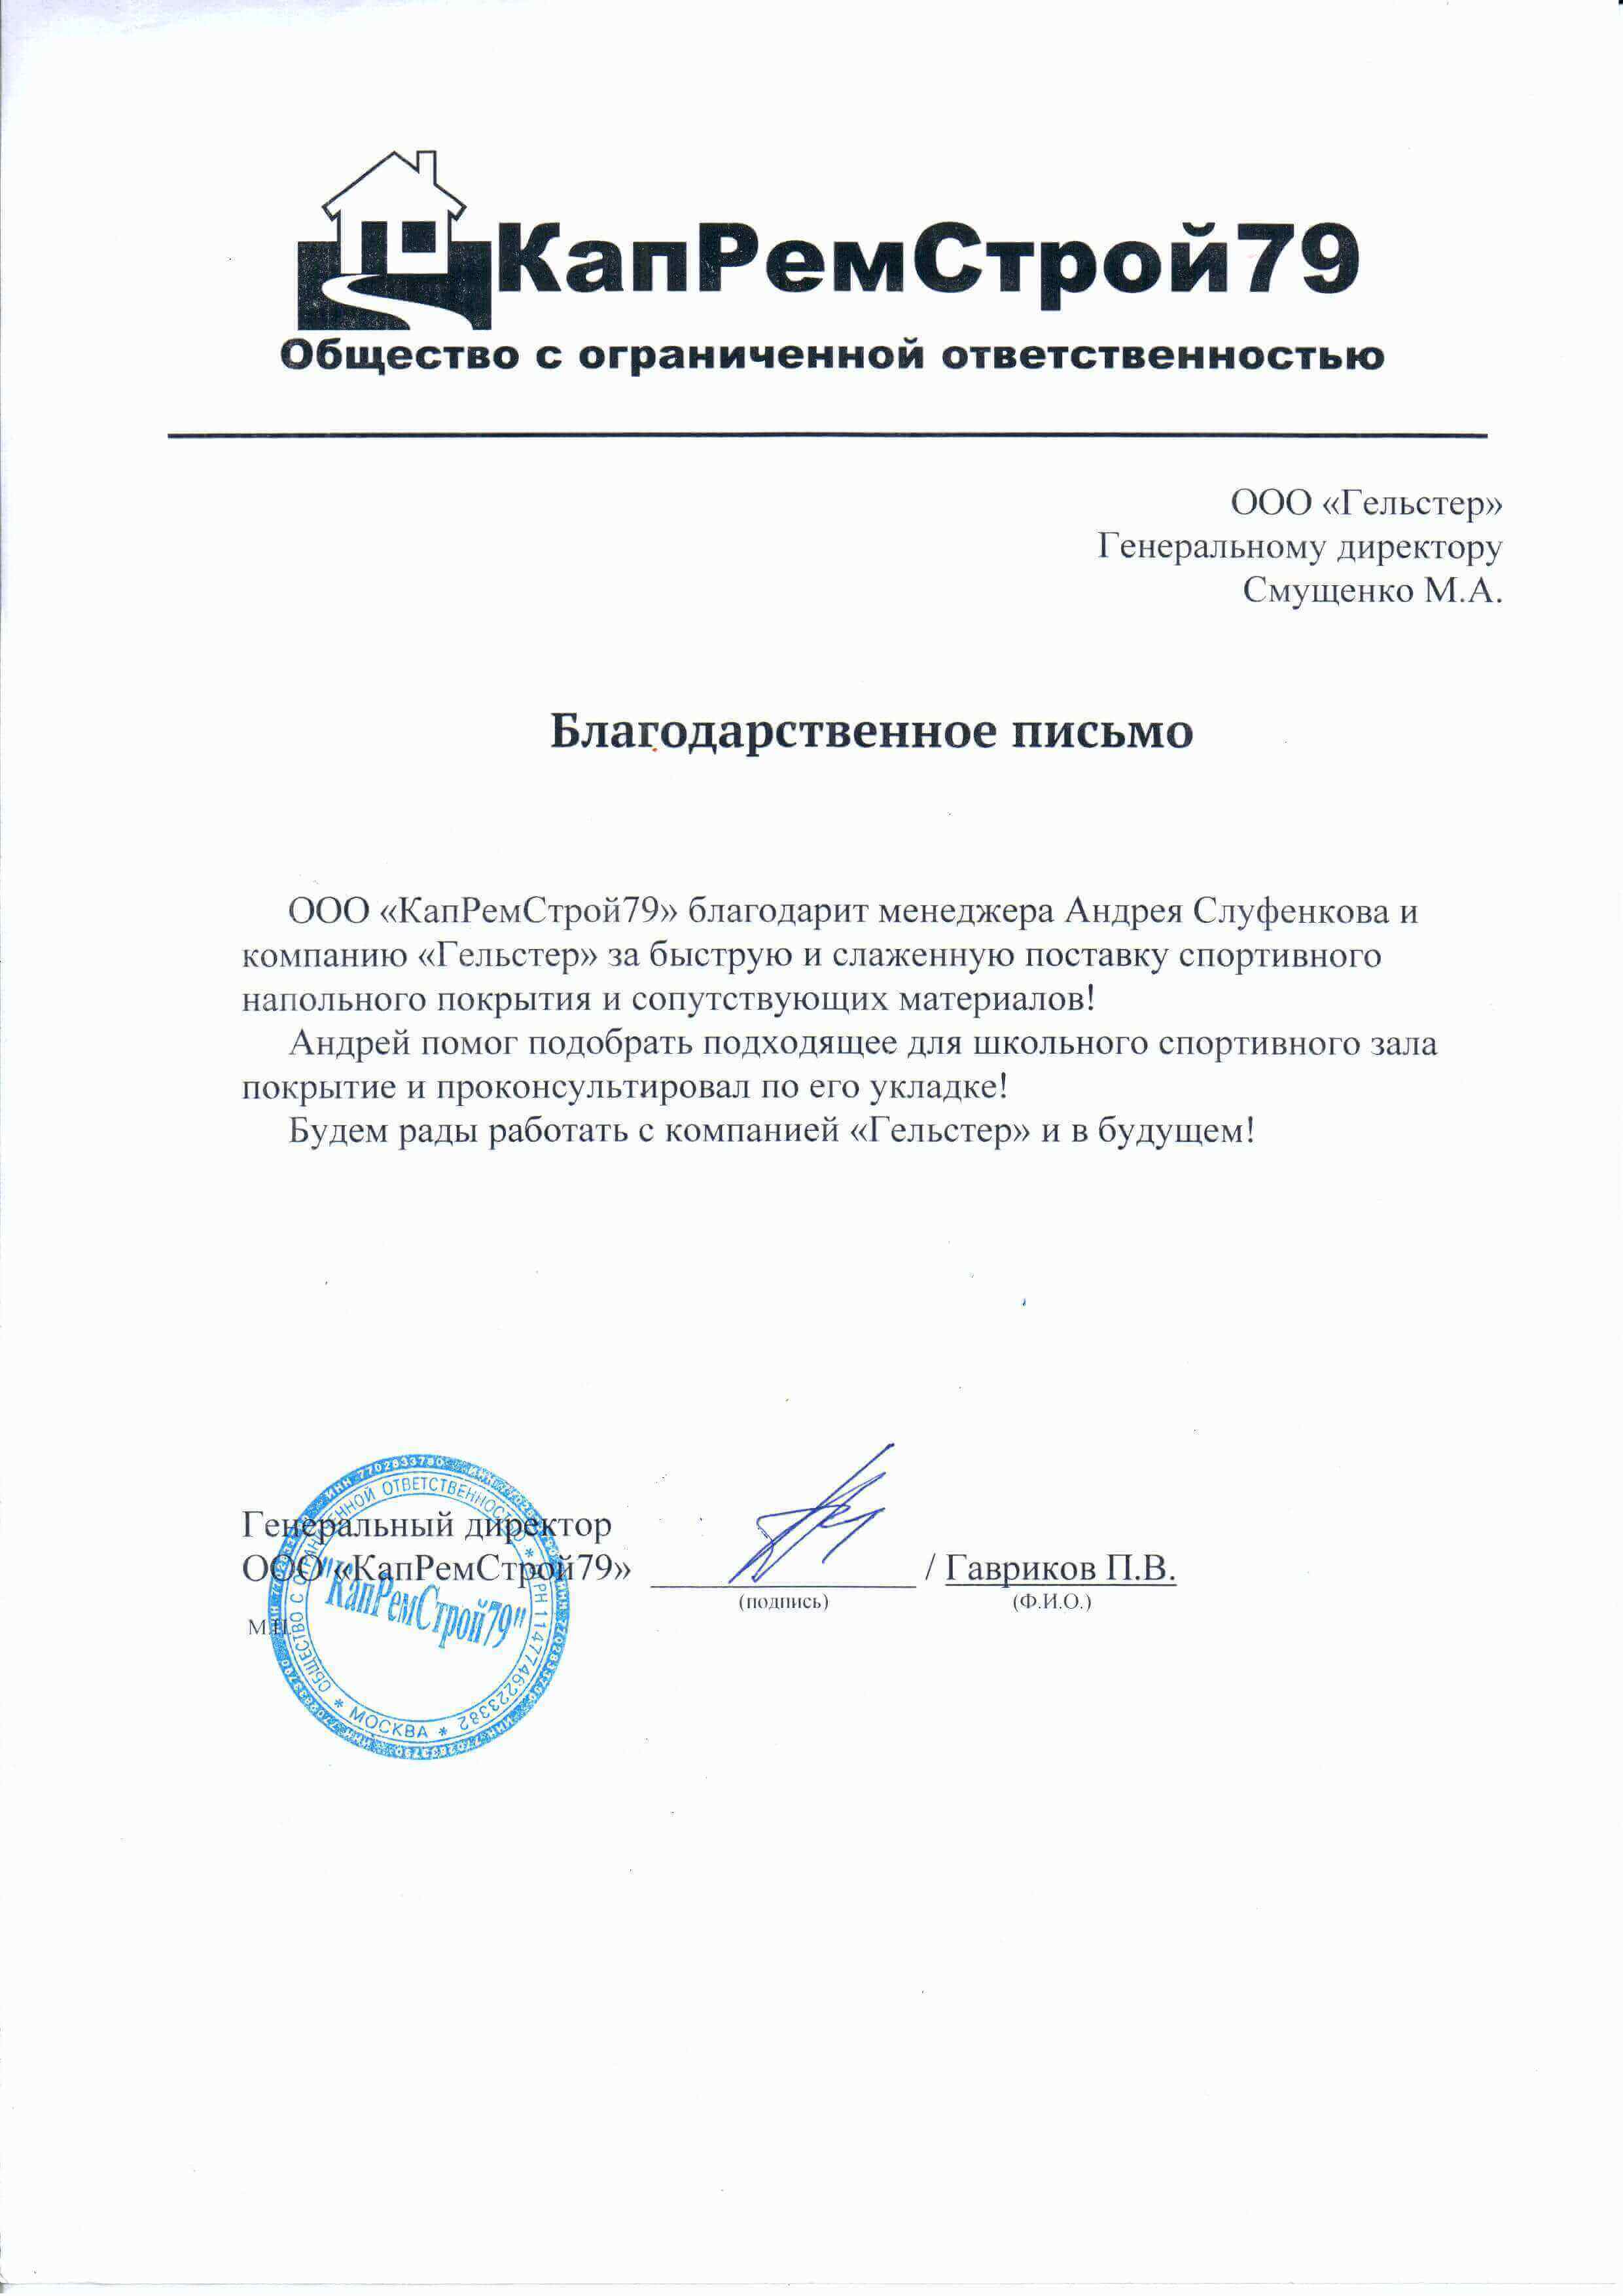 КапРемСтрой79
Общество с ограниченной ответственностью
ООО «Гельстер»
Генеральному директору
Смущенко М.А.
Благодарственное письмо
ООО «КапРемСтрой79» благодарит менеджера Андрея Слуфенкова и
компанию «Гельстер» за быструю и слаженную поставку спортивного
напольного покрытия и сопутствующих материалов!
Андрей помог подобрать подходящее для школьного спортивного зала
покрытие и проконсультировал по его укладке!
Будем рады работать с компанией «Гельстер» и в будущем!
Генеральный директор
ООО «КапРемСтрой79» / Гавриков П.В.
(подпись) (Ф.И.О.)
М.П.
ИНН 7702833790
ОБЩЕСТВО С ОГРАНИЧЕННОЙ ОТВЕТСТВЕННОСТЬЮ *
1147746223382
* МОСКВА *
"КапРемСтрой79"